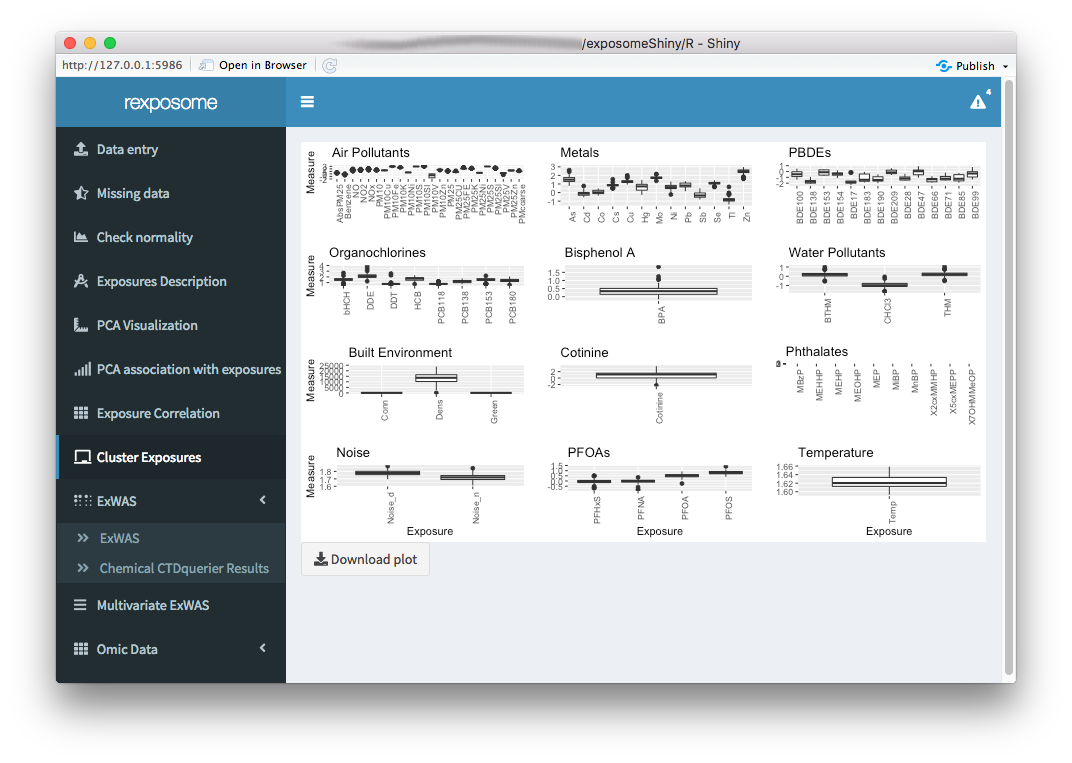 /exposomeShiny/R - Shiny
http://127.0.0.1:5986 Open in Browser Publish
rexposome 4
Data entry
Missing data
Check normality
Exposures Description
PCA Visualization
PCA association with exposures
Exposure Correlation
Cluster Exposures
ExWAS
ExWAS
Chemical CTDquerier Results
Multivariate ExWAS
Omic Data
Air Pollutants
Measure
AbsPM25 Benzene NO NO2 NOx PM10 PM10Cu PM10Fe PM10K PM10Ni PM10S PM10SI PM10V PM10Zn PM25 PM25CU PM25FE PM25K PM25Ni PM25S PM25Sl PM25V PM25Zn PMcoarse
Metals
3 2 1 0 -1
As Cd Co Cs Cu Hg Mo Ni Pb Sb Se Tl Zn
PBDEs
1 0 -1 -2
BDE100 BDE138 BDE153 BDE154 BDE17 BDE183 BDE190 BDE209 BDE28 BDE47 BDE66 BDE71 BDE85 BDE99
Organochlorines
Measure
4 3 2 1
bHCH DDE DDT HCB PCB118 PCB138 PCB153 PCB180
Bisphenol A
1.5 1.0 0.5 0.0
BPA
Water Pollutants
1 0 -1
BTHM CHCl3 THM
Built Environment
Measure
25000 20000 15000 10000 5000 0
Conn Dens Green
Cotinine
2 0 -2
Cotinine
Phthalates
MBzP MEHHP MEHP MEOHP MEP MiBP MnBP X2cxMMHP X5cxMEPP X7OHMMeOP
Noise
Measure
1.8 1.7 1.6
Noise_d Noise_n
Exposure
PFOAs
1.5 1.0 0.5 0.0 -0.5
PFHxS PFNA PFOA PFOS
Exposure
Temperature
1.66 1.64 1.62 1.60
Temp
Exposure
Download plot